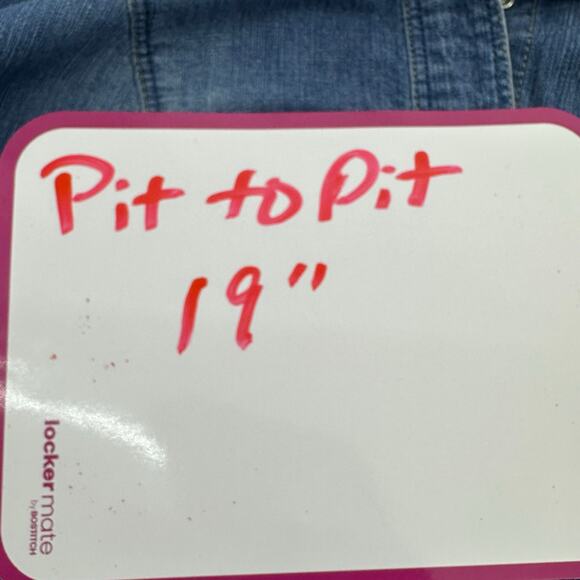 Pit to Pit
19"
locker mate
by BOSTITCH